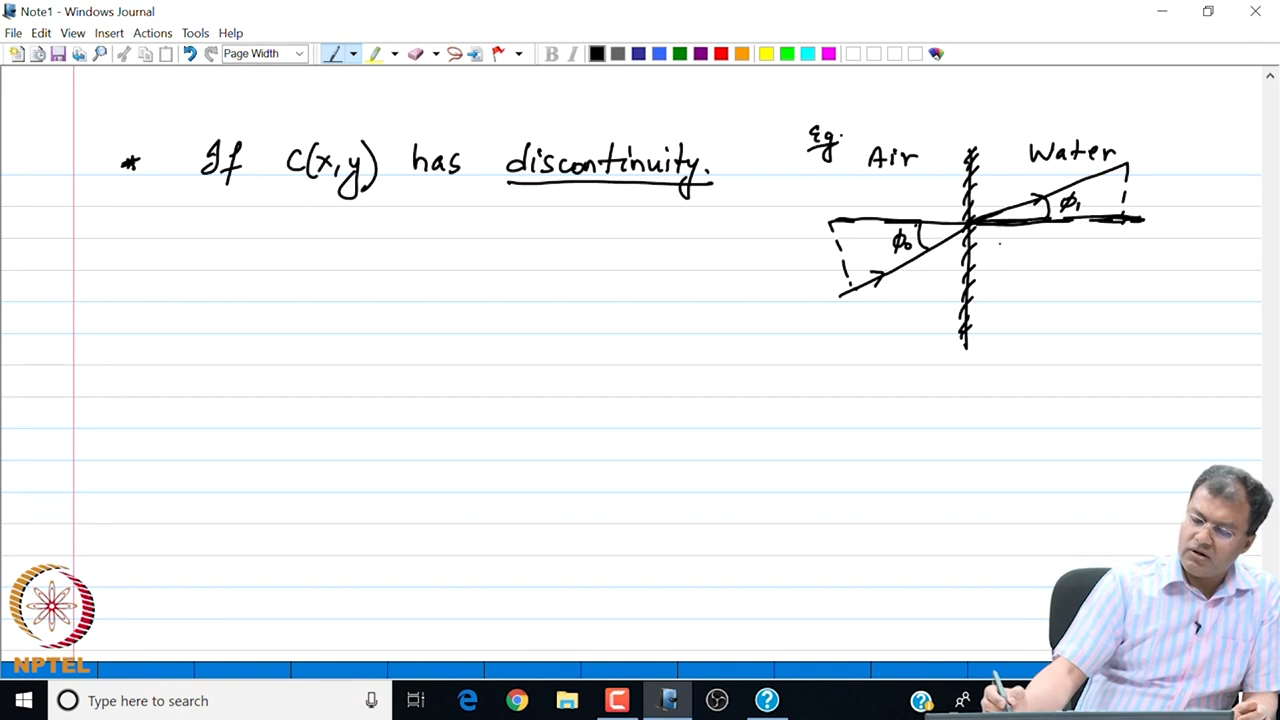 Note1 - Windows Journal
File Edit View Insert Actions Tools Help
Page Width
B I
* If C(x,y) has discontinuity.
Eg. Air Water
ϕ₁
ϕ₀
NPTEL
Type here to search